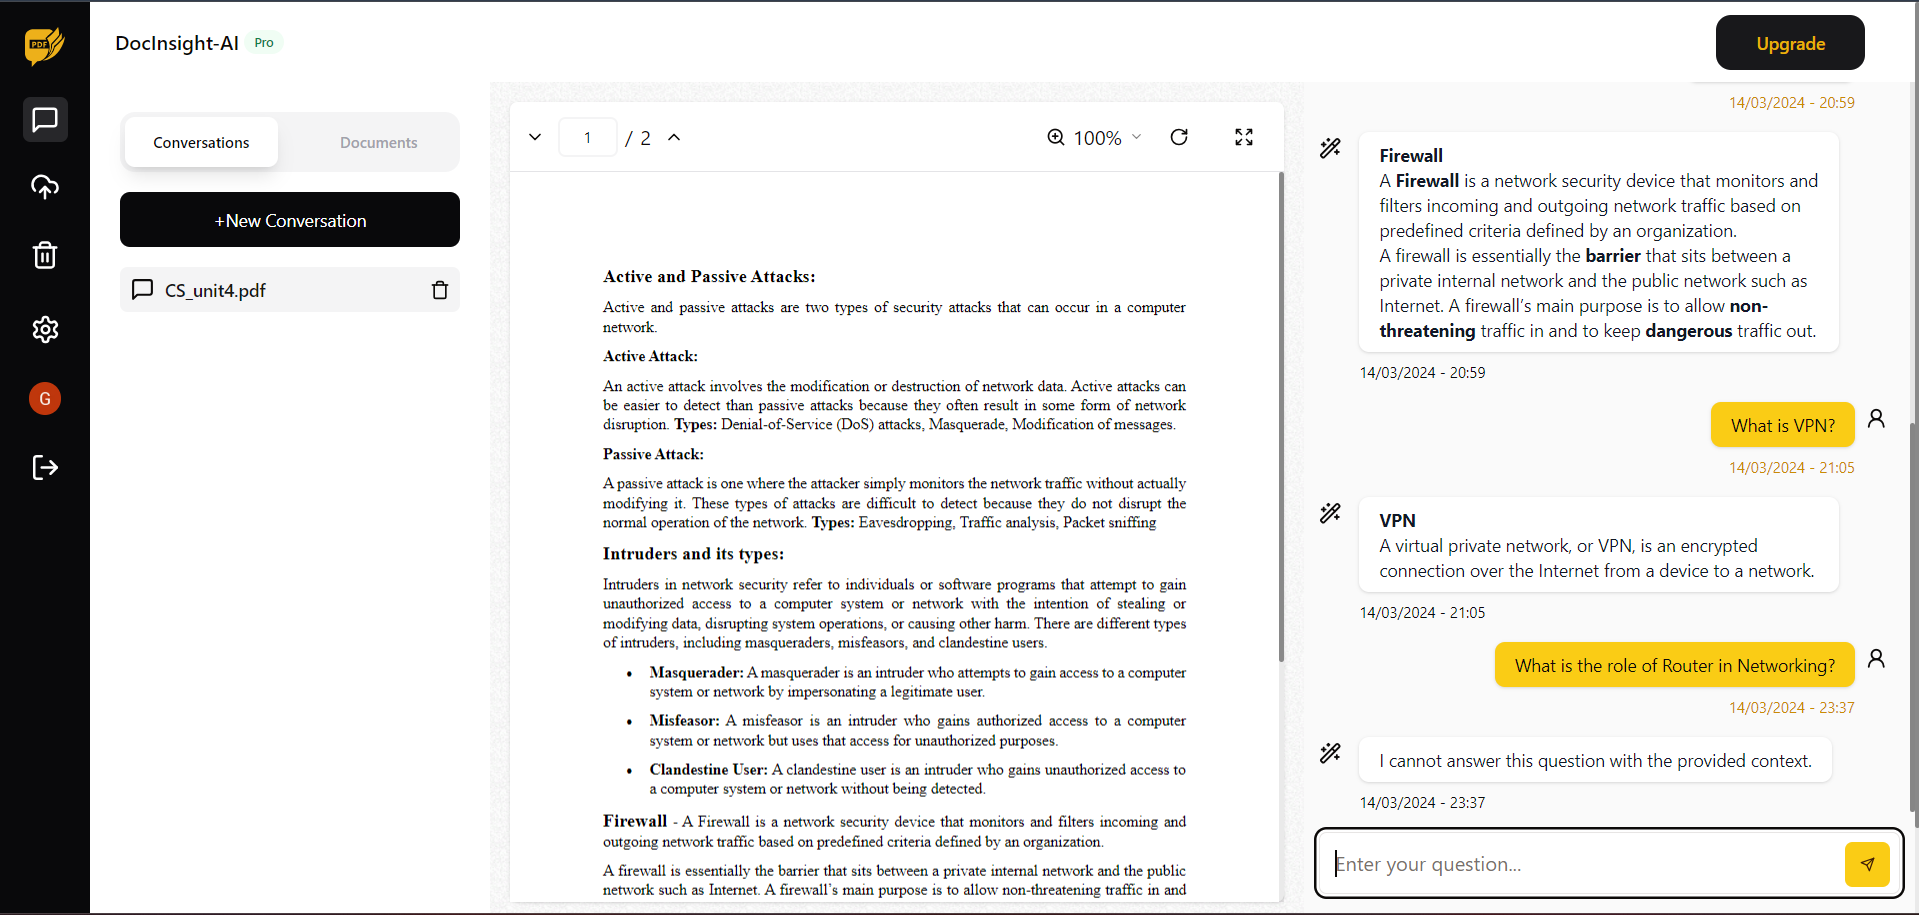 PDF
DocInsight-AI Pro
Upgrade
Conversations
Documents
+New Conversation
CS_unit4.pdf
G
1 / 2
100%
Active and Passive Attacks:
Active and passive attacks are two types of security attacks that can occur in a computer
network.
Active Attack:
An active attack involves the modification or destruction of network data. Active attacks can
be easier to detect than passive attacks because they often result in some form of network
disruption. Types: Denial-of-Service (DoS) attacks, Masquerade, Modification of messages.
Passive Attack:
A passive attack is one where the attacker simply monitors the network traffic without actually
modifying it. These types of attacks are difficult to detect because they do not disrupt the
normal operation of the network. Types: Eavesdropping, Traffic analysis, Packet sniffing
Intruders and its types:
Intruders in network security refer to individuals or software programs that attempt to gain
unauthorized access to a computer system or network with the intention of stealing or
modifying data, disrupting system operations, or causing other harm. There are different types
of intruders, including masqueraders, misfeasors, and clandestine users.
• Masquerader: A masquerader is an intruder who attempts to gain access to a computer
system or network by impersonating a legitimate user.
• Misfeasor: A misfeasor is an intruder who gains authorized access to a computer
system or network but uses that access for unauthorized purposes.
• Clandestine User: A clandestine user is an intruder who gains unauthorized access to
a computer system or network without being detected.
Firewall - A Firewall is a network security device that monitors and filters incoming and
outgoing network traffic based on predefined criteria defined by an organization.
A firewall is essentially the barrier that sits between a private internal network and the public
network such as Internet. A firewall's main purpose is to allow non-threatening traffic in and
14/03/2024 - 20:59
Firewall
A Firewall is a network security device that monitors and
filters incoming and outgoing network traffic based on
predefined criteria defined by an organization.
A firewall is essentially the barrier that sits between a
private internal network and the public network such as
Internet. A firewall's main purpose is to allow non-
threatening traffic in and to keep dangerous traffic out.
14/03/2024 - 20:59
What is VPN?
14/03/2024 - 21:05
VPN
A virtual private network, or VPN, is an encrypted
connection over the Internet from a device to a network.
14/03/2024 - 21:05
What is the role of Router in Networking?
14/03/2024 - 23:37
I cannot answer this question with the provided context.
14/03/2024 - 23:37
Enter your question...